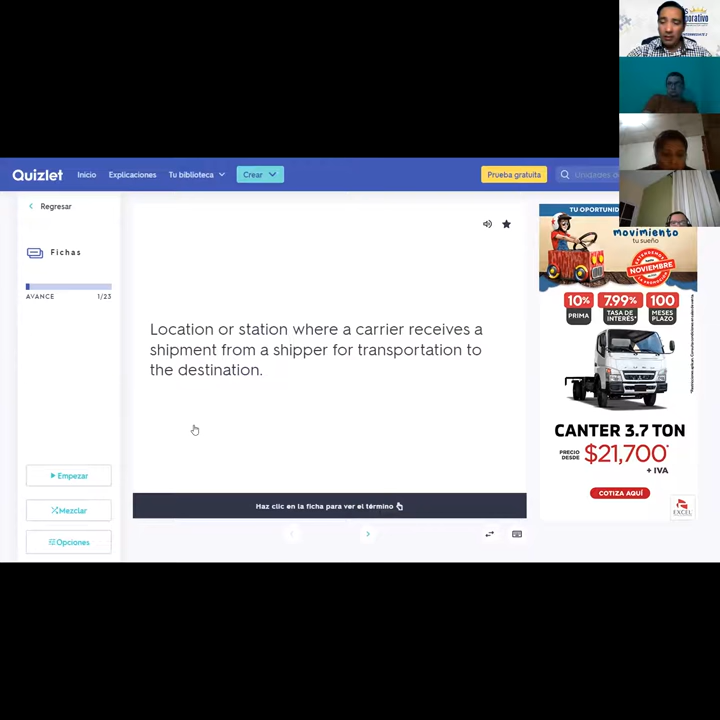 Quizlet
Inicio
Explicaciones
Tu biblioteca
Crear
Prueba gratuita
Unidades d
Regresar
Fichas
AVANCE
1/23
Location or station where a carrier receives a
shipment from a shipper for transportation to
the destination.
Empezar
Mezclar
Opciones
Haz clic en la ficha para ver el término
TU OPORTUNID
movimiento
tu sueño
NOVIEMBRE
10%
PRIMA
7.99%
TASA DE
INTERÉS*
100
MESES
PLAZO
CANTER 3.7 TON
PRECIO
DESDE
$21,700*
+ IVA
COTIZA AQUÍ
EXCEL